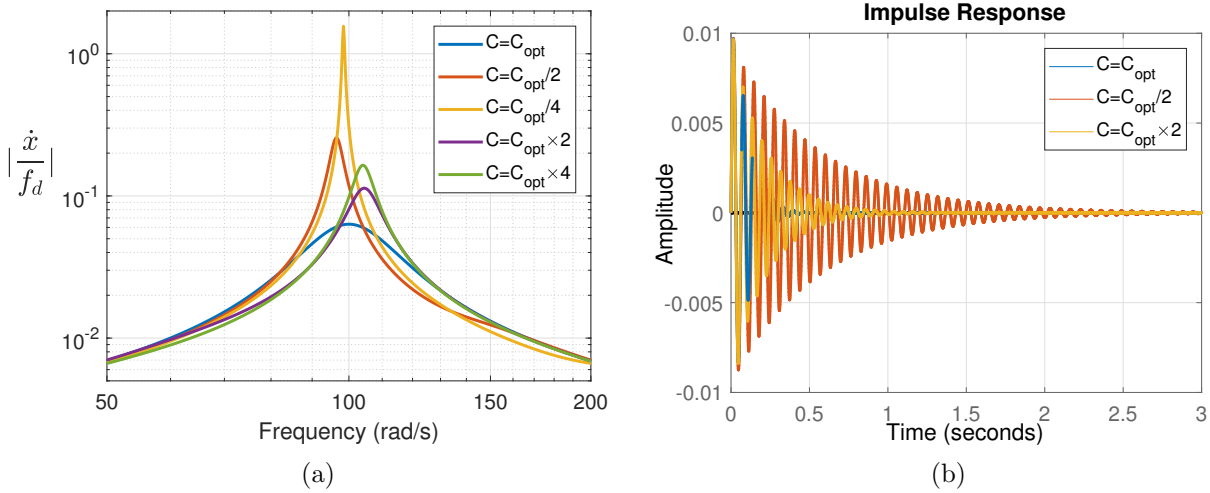 C=C_opt
C=C_opt/2
C=C_opt/4
C=C_opt×2
C=C_opt×4
10^0
10^-1
10^-2
|ẋ/f_d|
50
100
150
200
Frequency (rad/s)
(a)
Impulse Response
C=C_opt
C=C_opt/2
C=C_opt×2
0.01
0.005
0
-0.005
-0.01
Amplitude
0
0.5
1
1.5
2
2.5
3
Time (seconds)
(b)